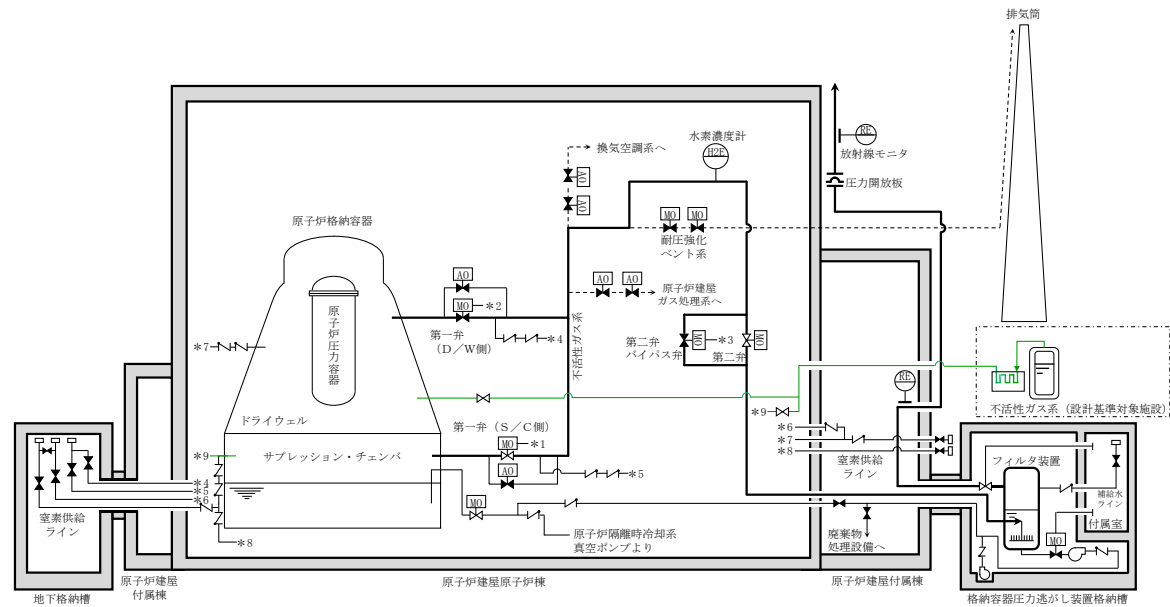 排気筒
水素濃度計
H2E
換気空調系へ
AO
AO
RE
放射線モニタ
圧力開放板
原子炉格納容器
MO
MO
耐圧強化
ベント系
AO
AO
AO
原子炉建屋
ガス処理系へ
MO
*2
原子炉圧力容器
第一弁
(D/W側)
*4
不活性ガス系
第二弁
バイパス弁
MO
*3
第二弁
MO
*7
RE
不活性ガス系(設計基準対象施設)
ドライウェル
*9
第一弁(S/C側)
*6
*7
*8
MO
*1
*9
サプレッション・チェンバ
AO
*5
窒素供給
ライン
フィルタ装置
*4
*5
*6
MO
補給水
ライン
付属室
窒素供給
ライン
*8
原子炉隔離時冷却系
真空ポンプより
廃棄物
処理設備へ
MO
原子炉建屋
付属棟
原子炉建屋原子炉棟
原子炉建屋付属棟
地下格納槽
格納容器圧力逃がし装置格納槽